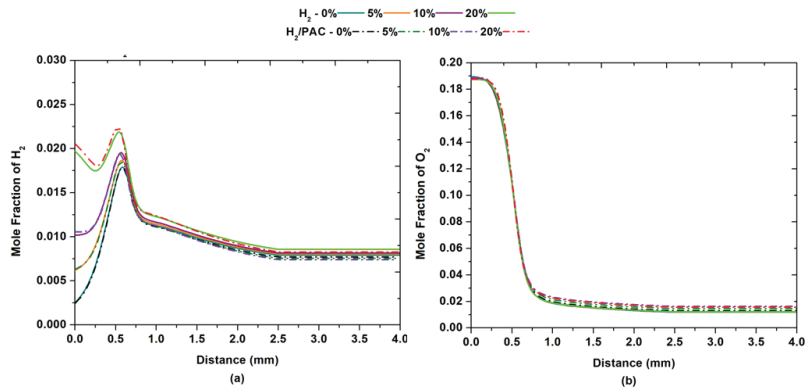 H2 - 0% 5% 10% 20%
H2/PAC - 0% 5% 10% 20%
0.030
0.025
0.020
0.015
0.010
0.005
0.000
Mole Fraction of H2
0.0 0.5 1.0 1.5 2.0 2.5 3.0 3.5 4.0
Distance (mm)
(a)
0.20
0.18
0.16
0.14
0.12
0.10
0.08
0.06
0.04
0.02
0.00
Mole Fraction of O2
0.0 0.5 1.0 1.5 2.0 2.5 3.0 3.5 4.0
Distance (mm)
(b)